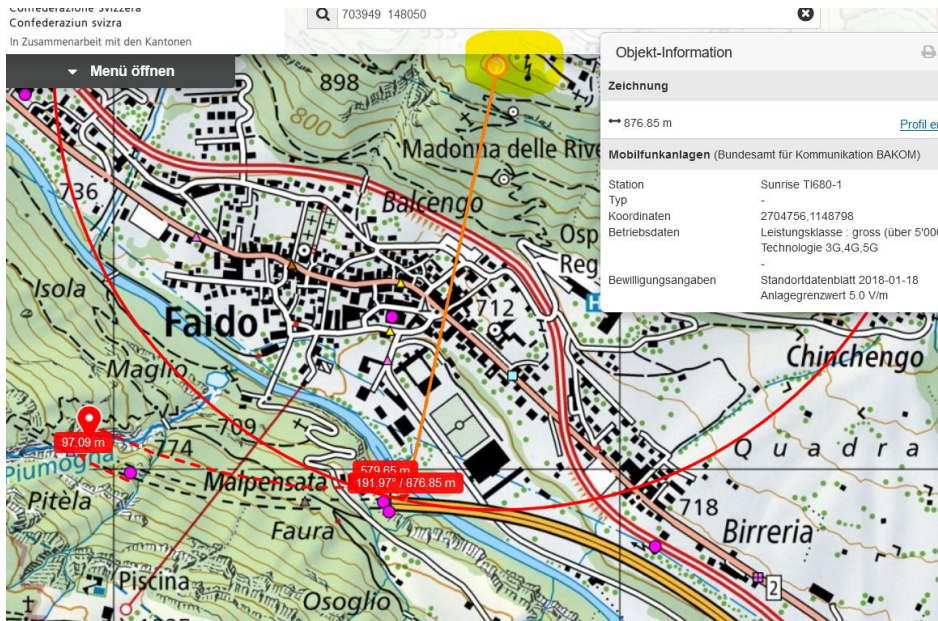 Confederazione Svizzera
Confederaziun svizra
In Zusammenarbeit mit den Kantonen
703949 148050
Menü öffnen
Objekt-Information
Zeichnung
876.85 m
Profil er
Mobilfunkanlagen (Bundesamt für Kommunikation BAKOM)
Station Sunrise TI680-1
Typ -
Koordinaten 2704756,1148798
Betriebsdaten Leistungsklasse : gross (über 5'000
Technologie 3G,4G,5G
-
Bewilligungsangaben Standortdatenblatt 2018-01-18
Anlagegrenzwert 5.0 V/m
898
800
Madonna delle Rive
736
Balcengo
Osp
Reg
H
Isola
712
Faido
Chinchengo
Maglio
709
97.09 m
774
Quadra
Piumogna
579.65 m
191.97° / 876.85 m
Pitèla
Malpensata
718
Faura
Birreria
Piscina
2
Osoglio